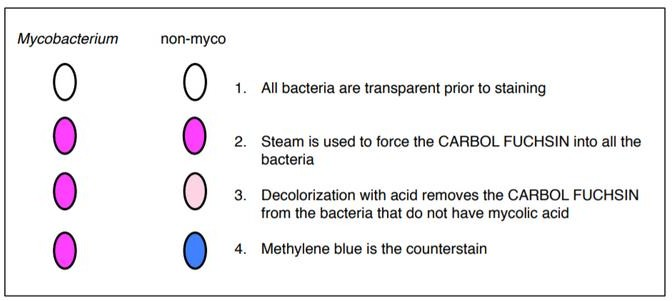 Mycobacterium non-myco
1. All bacteria are transparent prior to staining
2. Steam is used to force the CARBOL FUCHSIN into all the
bacteria
3. Decolorization with acid removes the CARBOL FUCHSIN
from the bacteria that do not have mycolic acid
4. Methylene blue is the counterstain